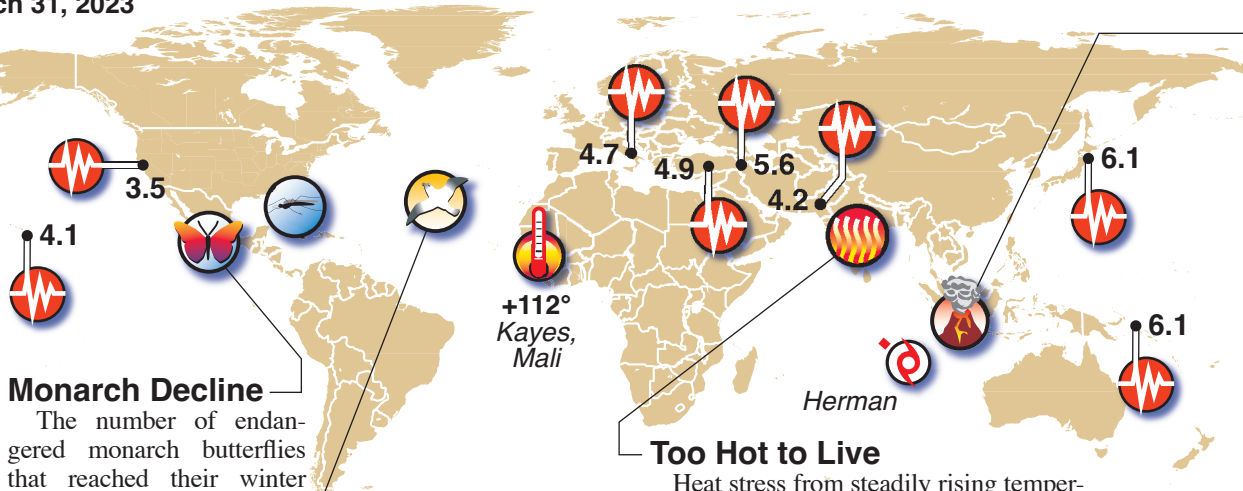 ch 31, 2023
4.7
4.9
5.6
4.2
6.1
3.5
4.1
+112°
Kayes,
Mali
6.1
Herman
Monarch Decline
The number of endan-
gered monarch butterflies
that reached their winter
Too Hot to Live
Heat stress from steadily rising temper-